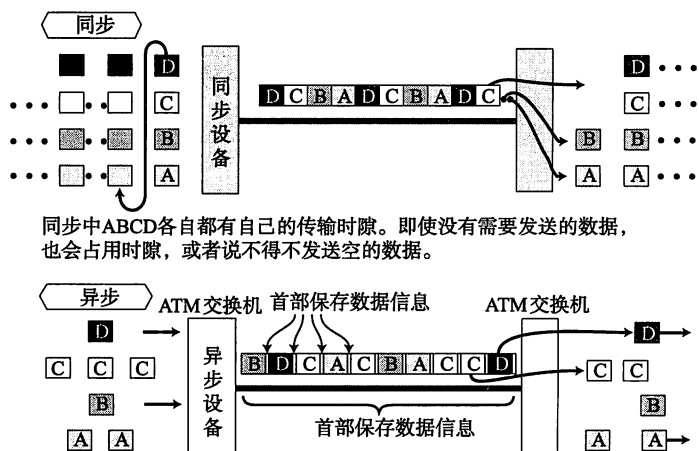 同步
D
D
C
C
B
B
B
A
A
A
同步设备
D C B A D C B A D C
同步中ABCD各自都有自己的传输时隙。即使没有需要发送的数据，
也会占用时隙，或者说不得不发送空的数据。
异步
ATM交换机
首部保存数据信息
ATM交换机
D
D
C C C
C C
B
B
A A
A A
异步设备
B D C A C B A C C D
首部保存数据信息